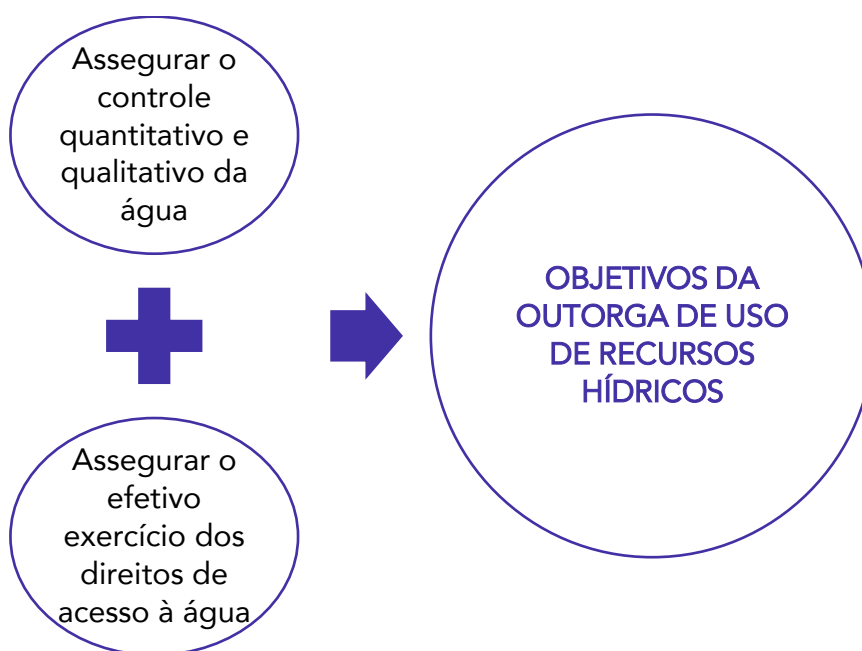 Assegurar o
controle
quantitativo e
qualitativo da
água
Assegurar o
efetivo
exercício dos
direitos de
acesso à água
OBJETIVOS DA
OUTORGA DE USO
DE RECURSOS
HÍDRICOS